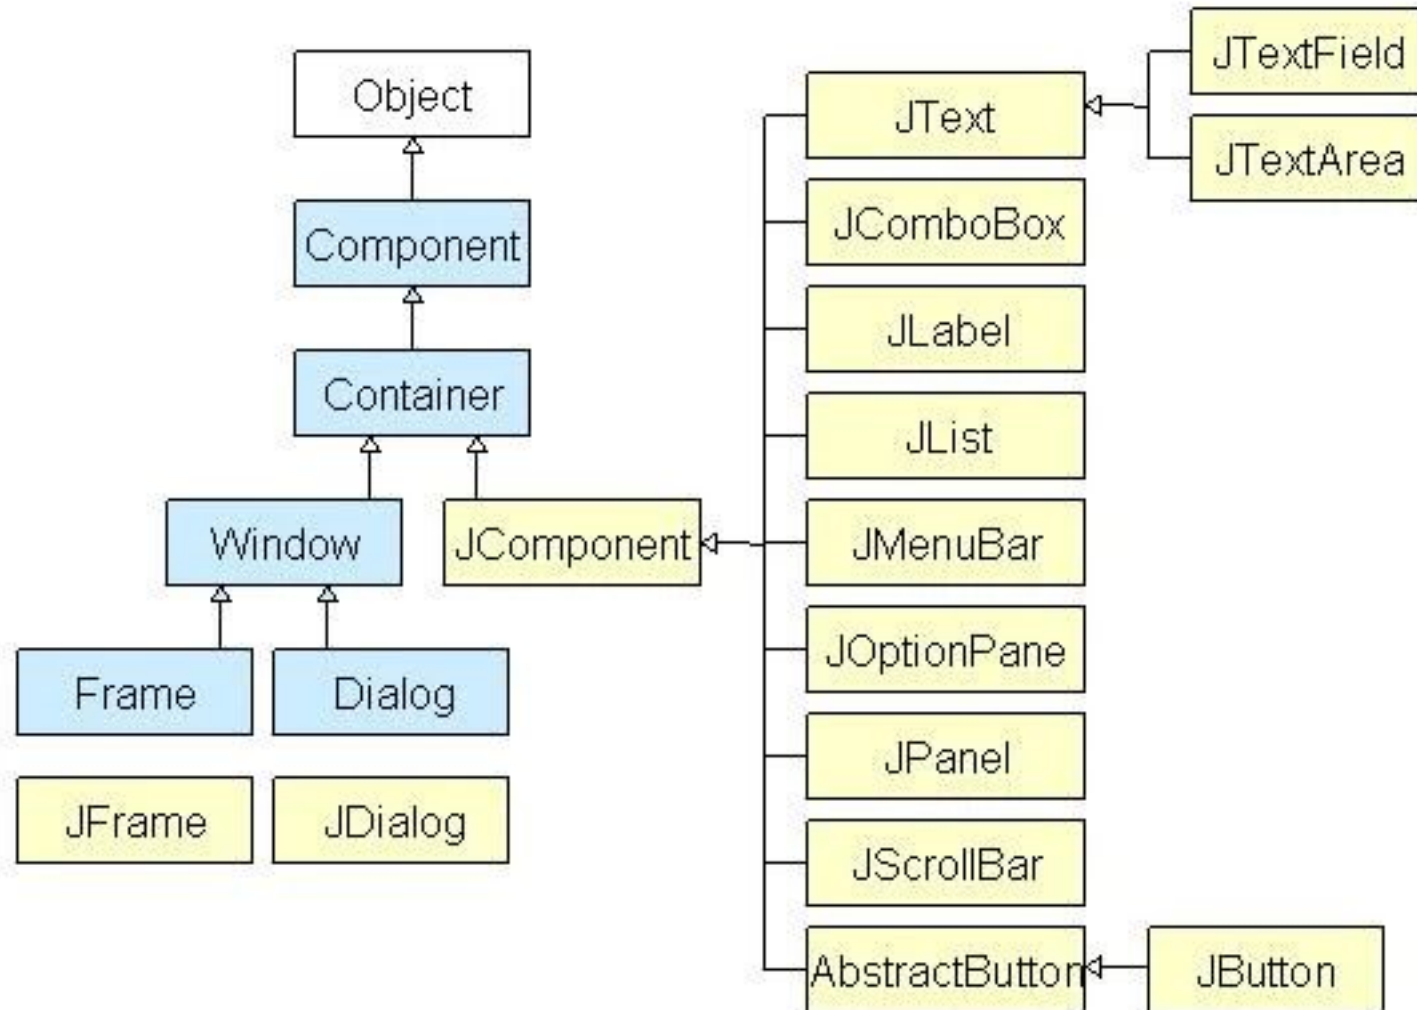 Object
Component
Container
Window
JComponent
Frame
Dialog
JFrame
JDialog
JText
JComboBox
JLabel
JList
JMenuBar
JOptionPane
JPanel
JScrollBar
AbstractButton
JTextField
JTextArea
JButton